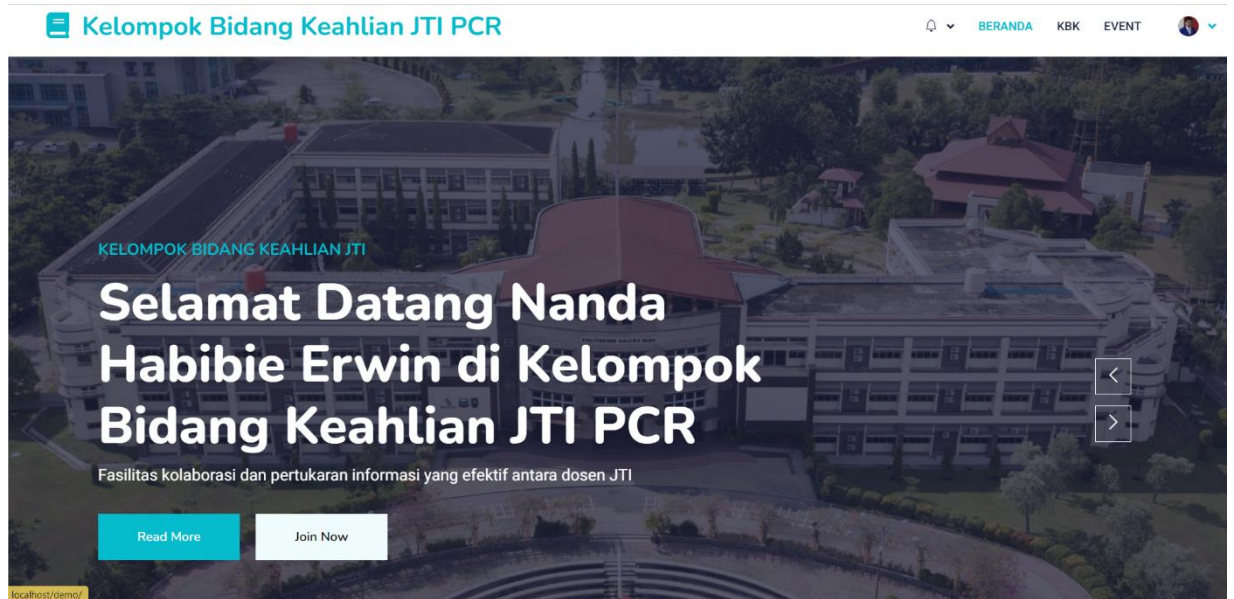 Kelompok Bidang Keahlian JTI PCR
BERANDA KBK EVENT
KELOMPOK BIDANG KEAHLIAN JTI
Selamat Datang Nanda
Habibie Erwin di Kelompok
Bidang Keahlian JTI PCR
Fasilitas kolaborasi dan pertukaran informasi yang efektif antara dosen JTI
Read More Join Now
localhost/demo/